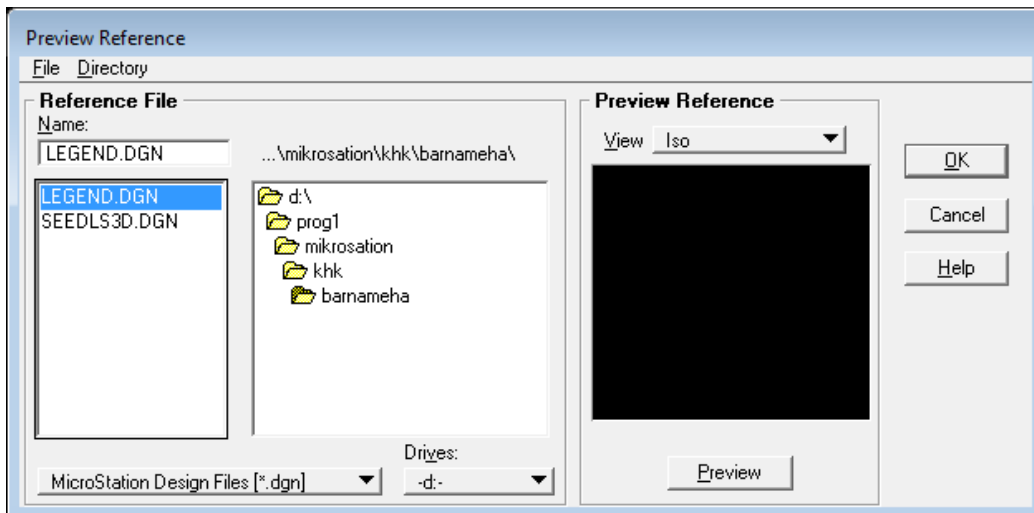 Preview Reference
File Directory
Reference File
Name:
LEGEND.DGN
...\mikrosation\khk\barnameha\
LEGEND.DGN
SEEDLS3D.DGN
d:\
prog1
mikrosation
khk
barnameha
MicroStation Design Files [*.dgn]
Drives:
-d:-
Preview Reference
View Iso
Preview
OK
Cancel
Help